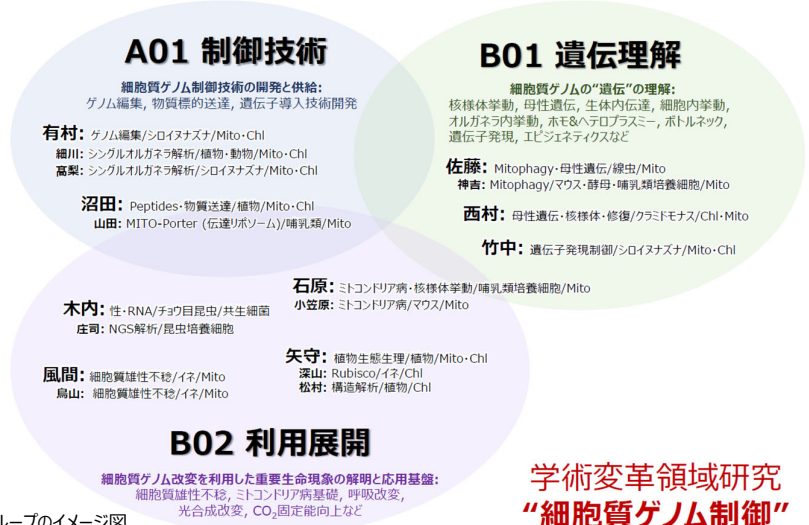 A01 制御技術
細胞質ゲノム制御技術の開発と供給:
ゲノム編集, 物質標的送達, 遺伝子導入技術開発
有村: ゲノム編集/シロイヌナズナ/Mito・Chl
細川: シングルオルガネラ解析/植物・動物/Mito・Chl
高梨: シングルオルガネラ解析/シロイヌナズナ/Mito・Chl
沼田: Peptides・物質送達/植物/Mito・Chl
山田: MITO-Porter (伝達リポソーム)/哺乳類/Mito
B01 遺伝理解
細胞質ゲノムの“遺伝”の理解:
核様体挙動, 母性遺伝, 生体内伝達, 細胞内挙動,
オルガネラ内挙動, ホモ&ヘテロプラスミー, ボトルネック,
遺伝子発現, エピジェネティクスなど
佐藤: Mitophagy・母性遺伝/線虫/Mito
神吉: Mitophagy/マウス・酵母・哺乳類培養細胞/Mito
西村: 母性遺伝・核様体・修復/クラミドモナス/Chl・Mito
竹中: 遺伝子発現制御/シロイヌナズナ/Mito・Chl
石原: ミトコンドリア病・核様体挙動/哺乳類培養細胞/Mito
小笠原: ミトコンドリア病/マウス/Mito
木内: 性・RNA/チョウ目昆虫/共生細菌
庄司: NGS解析/昆虫培養細胞
矢守: 植物生態生理/植物/Mito・Chl
深山: Rubisco/イネ/Chl
松村: 構造解析/植物/Chl
風間: 細胞質雄性不稔/イネ/Mito
鳥山: 細胞質雄性不稔/イネ/Mito
B02 利用展開
細胞質ゲノム改変を利用した重要生命現象の解明と応用基盤:
細胞質雄性不稔, ミトコンドリア病基礎, 呼吸改変,
光合成改変, CO₂固定能向上など
学術変革領域研究
“細胞質ゲノム制御”
ループのイメージ図